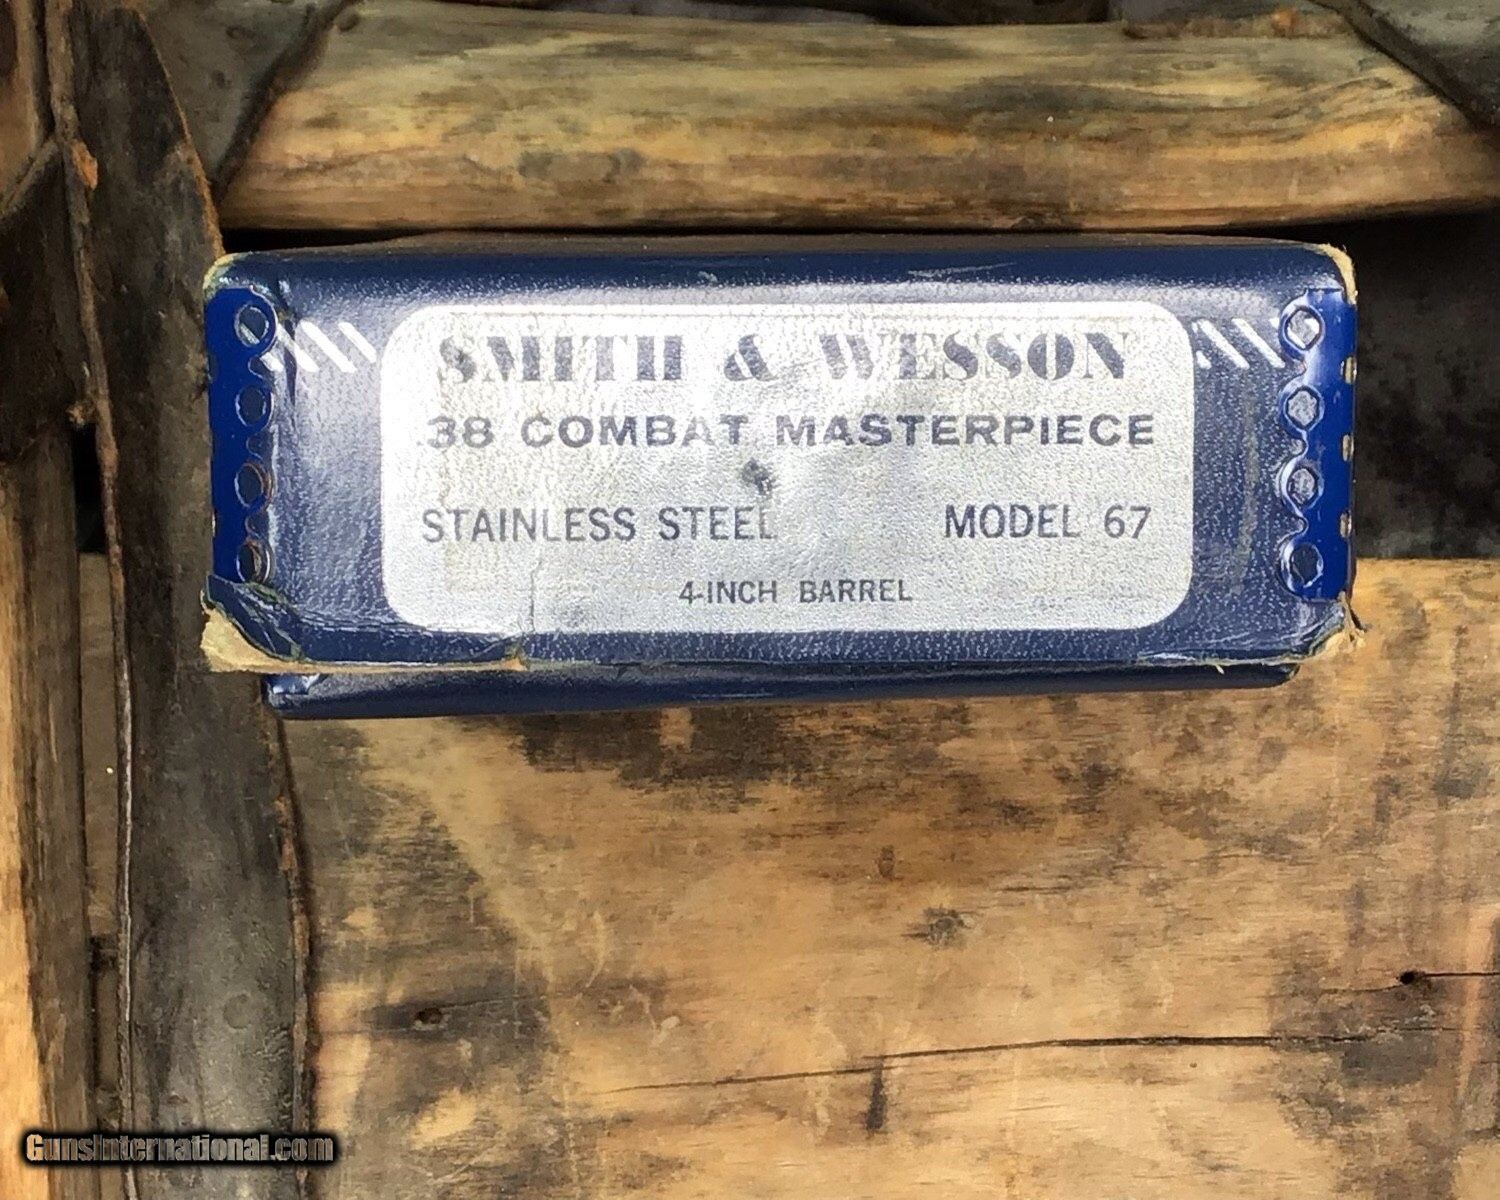 SMITH & WESSON
.38 COMBAT MASTERPIECE
STAINLESS STEEL MODEL 67
4-INCH BARREL
GunsInternational.com